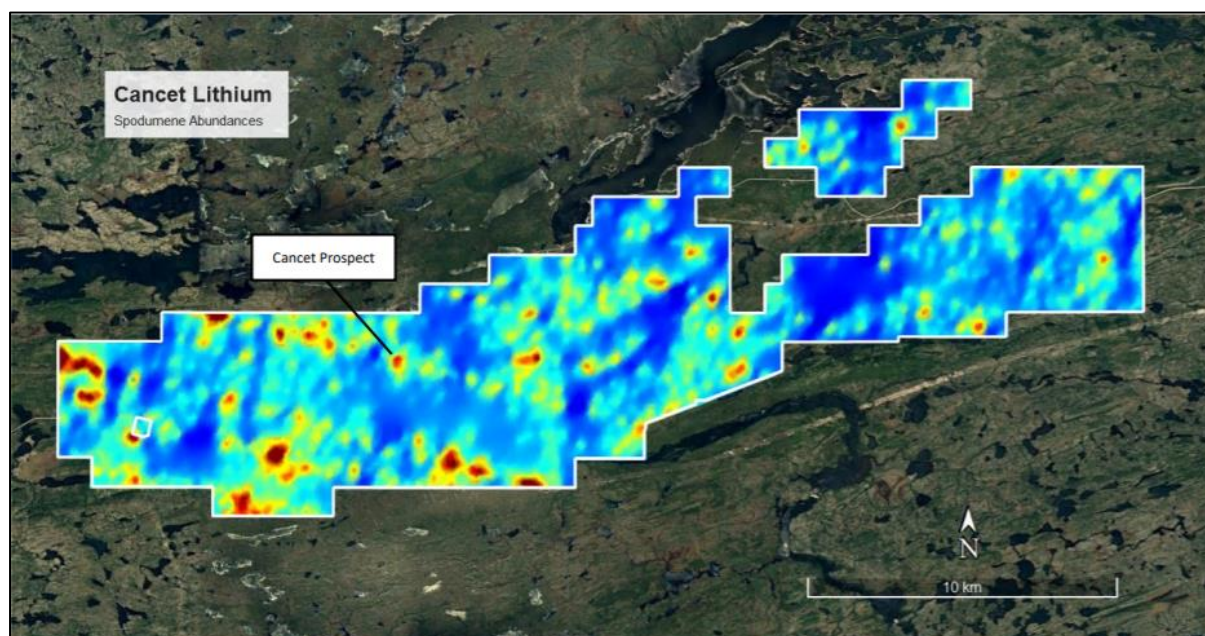 Cancet Lithium
Spodumene Abundances
Cancet Prospect
N
10 km